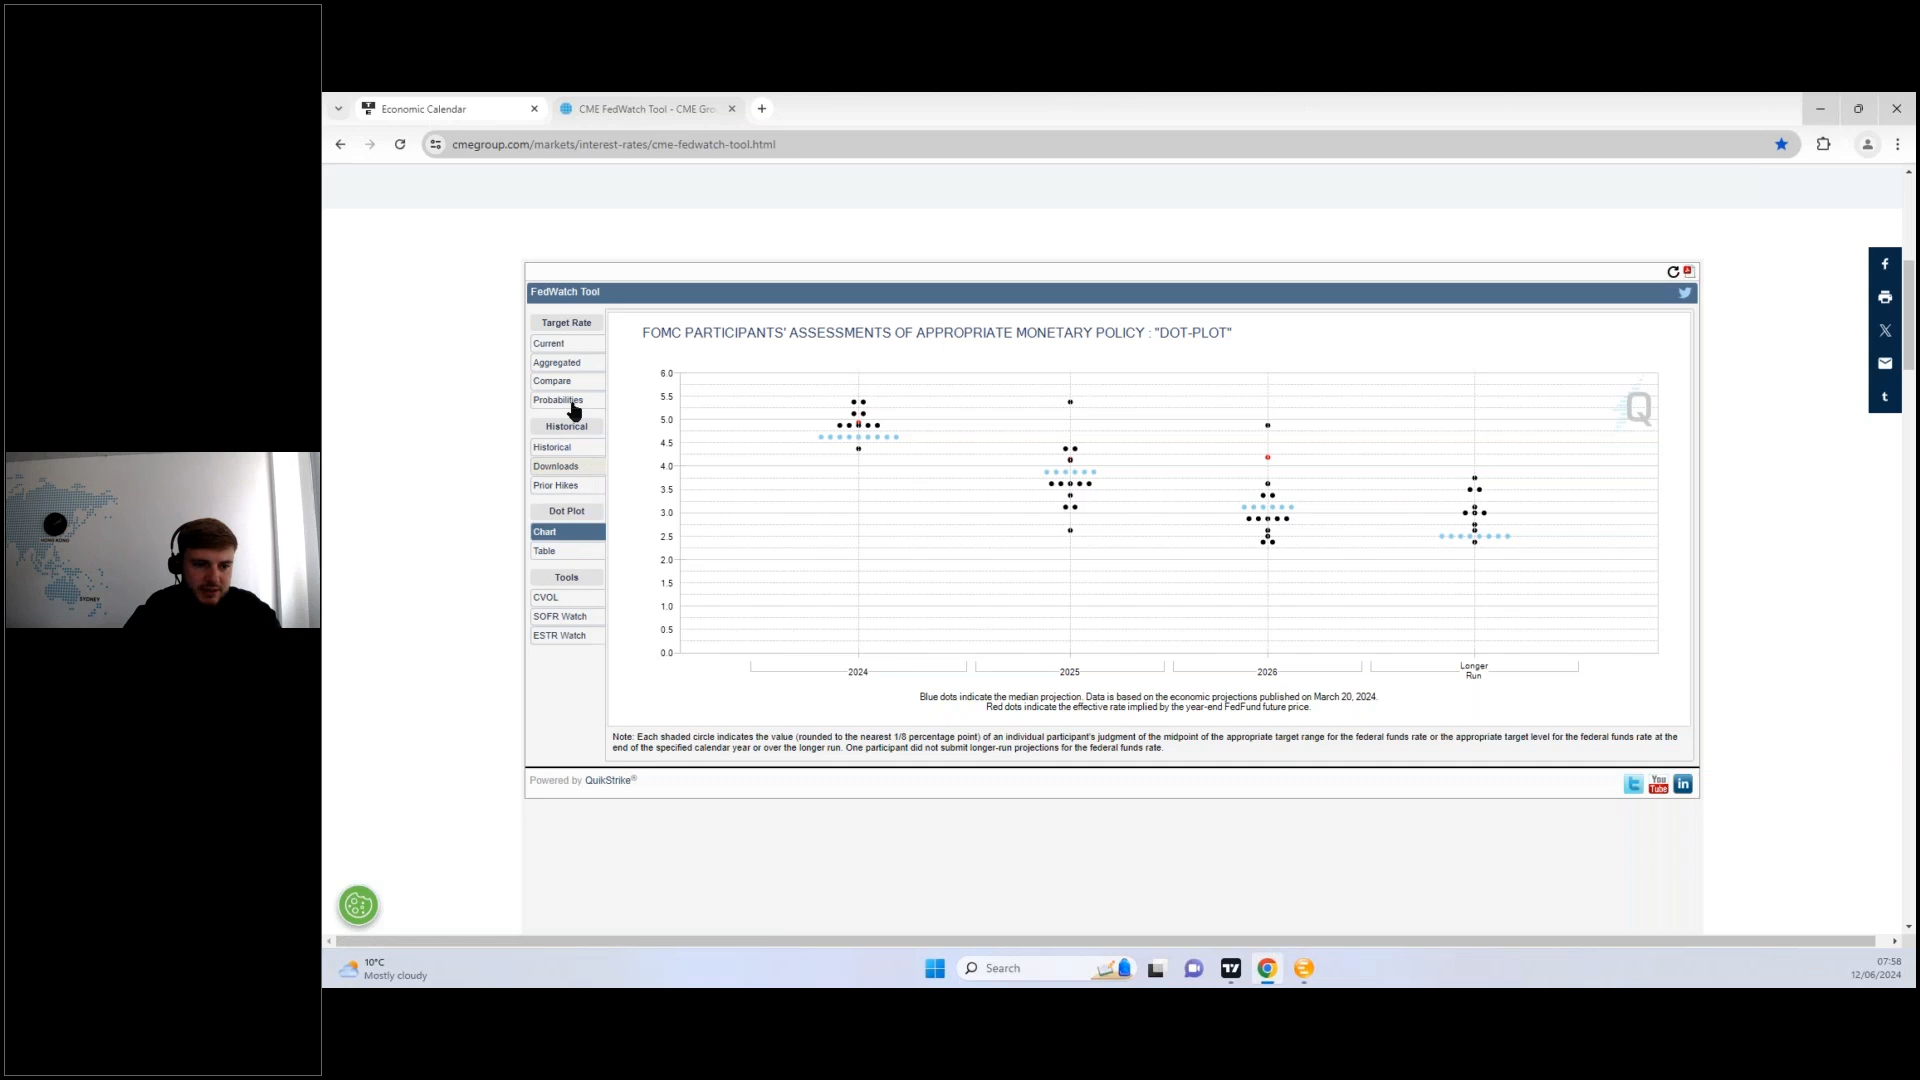 Economic Calendar
CME FedWatch Tool - CME Gro
cmegroup.com/markets/interest-rates/cme-fedwatch-tool.html
FedWatch Tool
Target Rate
Current
Aggregated
Compare
Probabilities
Historical
Historical
Downloads
Prior Hikes
Dot Plot
Chart
Table
Tools
CVOL
SOFR Watch
ESTR Watch
FOMC PARTICIPANTS' ASSESSMENTS OF APPROPRIATE MONETARY POLICY : "DOT-PLOT"
6.0
5.5
5.0
4.5
4.0
3.5
3.0
2.5
2.0
1.5
1.0
0.5
0.0
2024
2025
2026
Longer
Run
Q
Blue dots indicate the median projection. Data is based on the economic projections published on March 20, 2024.
Red dots indicate the effective rate implied by the year-end FedFund future price.
Note: Each shaded circle indicates the value (rounded to the nearest 1/8 percentage point) of an individual participant's judgment of the midpoint of the appropriate target range for the federal funds rate or the appropriate target level for the federal funds rate at the
end of the specified calendar year or over the longer run. One participant did not submit longer-run projections for the federal funds rate.
Powered by QuikStrike®
You
Tube
in
HONG KONG
SYDNEY
10°C
Mostly cloudy
Search
07:58
12/06/2024